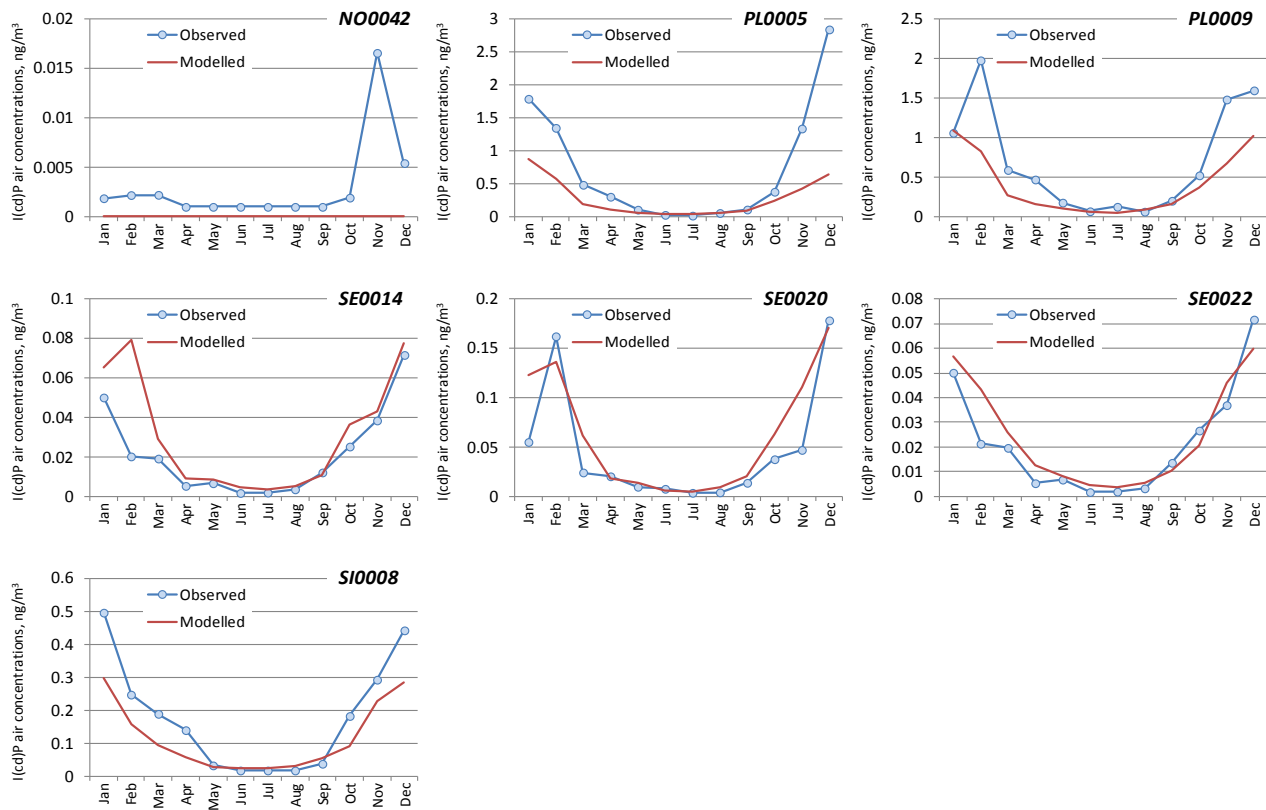 NO0042
I(cd)P air concentrations, ng/m³
0.02
0.015
0.01
0.005
0
Observed
Modelled
Jan Feb Mar Apr May Jun Jul Aug Sep Oct Nov Dec
PL0005
I(cd)P air concentrations, ng/m³
3
2.5
2
1.5
1
0.5
0
Observed
Modelled
Jan Feb Mar Apr May Jun Jul Aug Sep Oct Nov Dec
PL0009
I(cd)P air concentrations, ng/m³
2.5
2
1.5
1
0.5
0
Observed
Modelled
Jan Feb Mar Apr May Jun Jul Aug Sep Oct Nov Dec
SE0014
I(cd)P air concentrations, ng/m³
0.1
0.08
0.06
0.04
0.02
0
Observed
Modelled
Jan Feb Mar Apr May Jun Jul Aug Sep Oct Nov Dec
SE0020
I(cd)P air concentrations, ng/m³
0.2
0.15
0.1
0.05
0
Observed
Modelled
Jan Feb Mar Apr May Jun Jul Aug Sep Oct Nov Dec
SE0022
I(cd)P air concentrations, ng/m³
0.08
0.07
0.06
0.05
0.04
0.03
0.02
0.01
0
Observed
Modelled
Jan Feb Mar Apr May Jun Jul Aug Sep Oct Nov Dec
SI0008
I(cd)P air concentrations, ng/m³
0.6
0.5
0.4
0.3
0.2
0.1
0
Observed
Modelled
Jan Feb Mar Apr May Jun Jul Aug Sep Oct Nov Dec